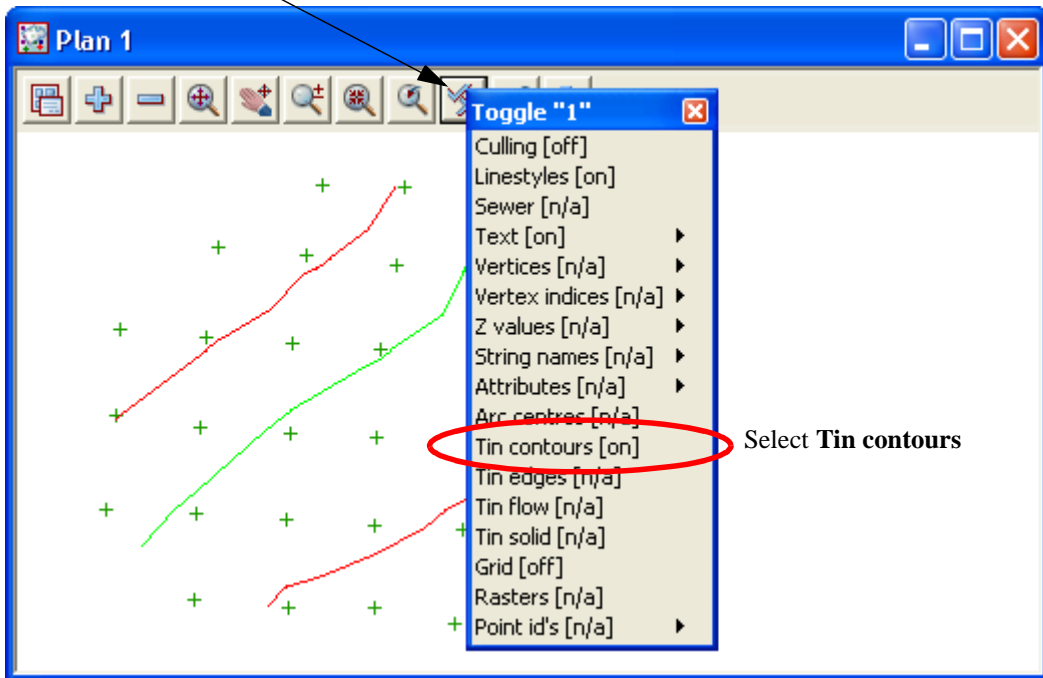 Plan 1
Toggle "1"
Culling [off]
Linestyles [on]
Sewer [n/a]
Text [on]
Vertices [n/a]
Vertex indices [n/a]
Z values [n/a]
String names [n/a]
Attributes [n/a]
Arc centres [n/a]
Tin contours [on]
Select Tin contours
Tin edges [n/a]
Tin flow [n/a]
Tin solid [n/a]
Grid [off]
Rasters [n/a]
Point id's [n/a]